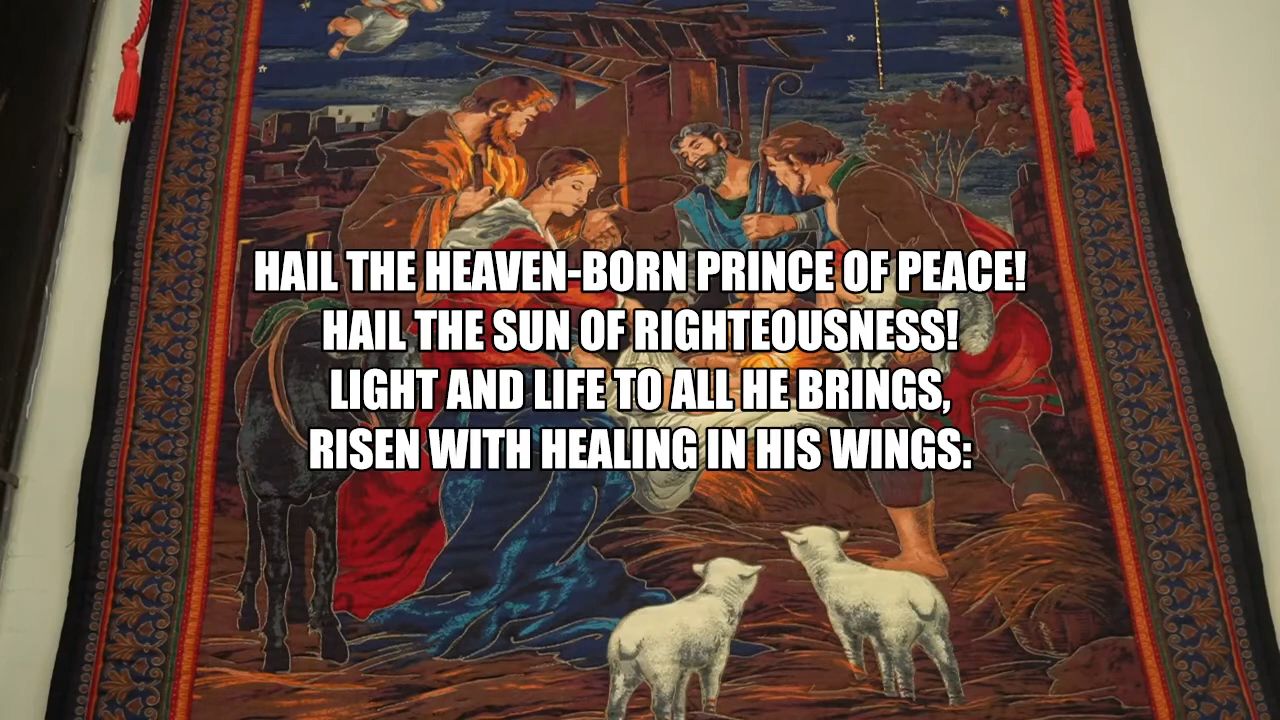 HAIL THE HEAVEN-BORN PRINCE OF PEACE!
HAIL THE SUN OF RIGHTEOUSNESS!
LIGHT AND LIFE TO ALL HE BRINGS,
RISEN WITH HEALING IN HIS WINGS: